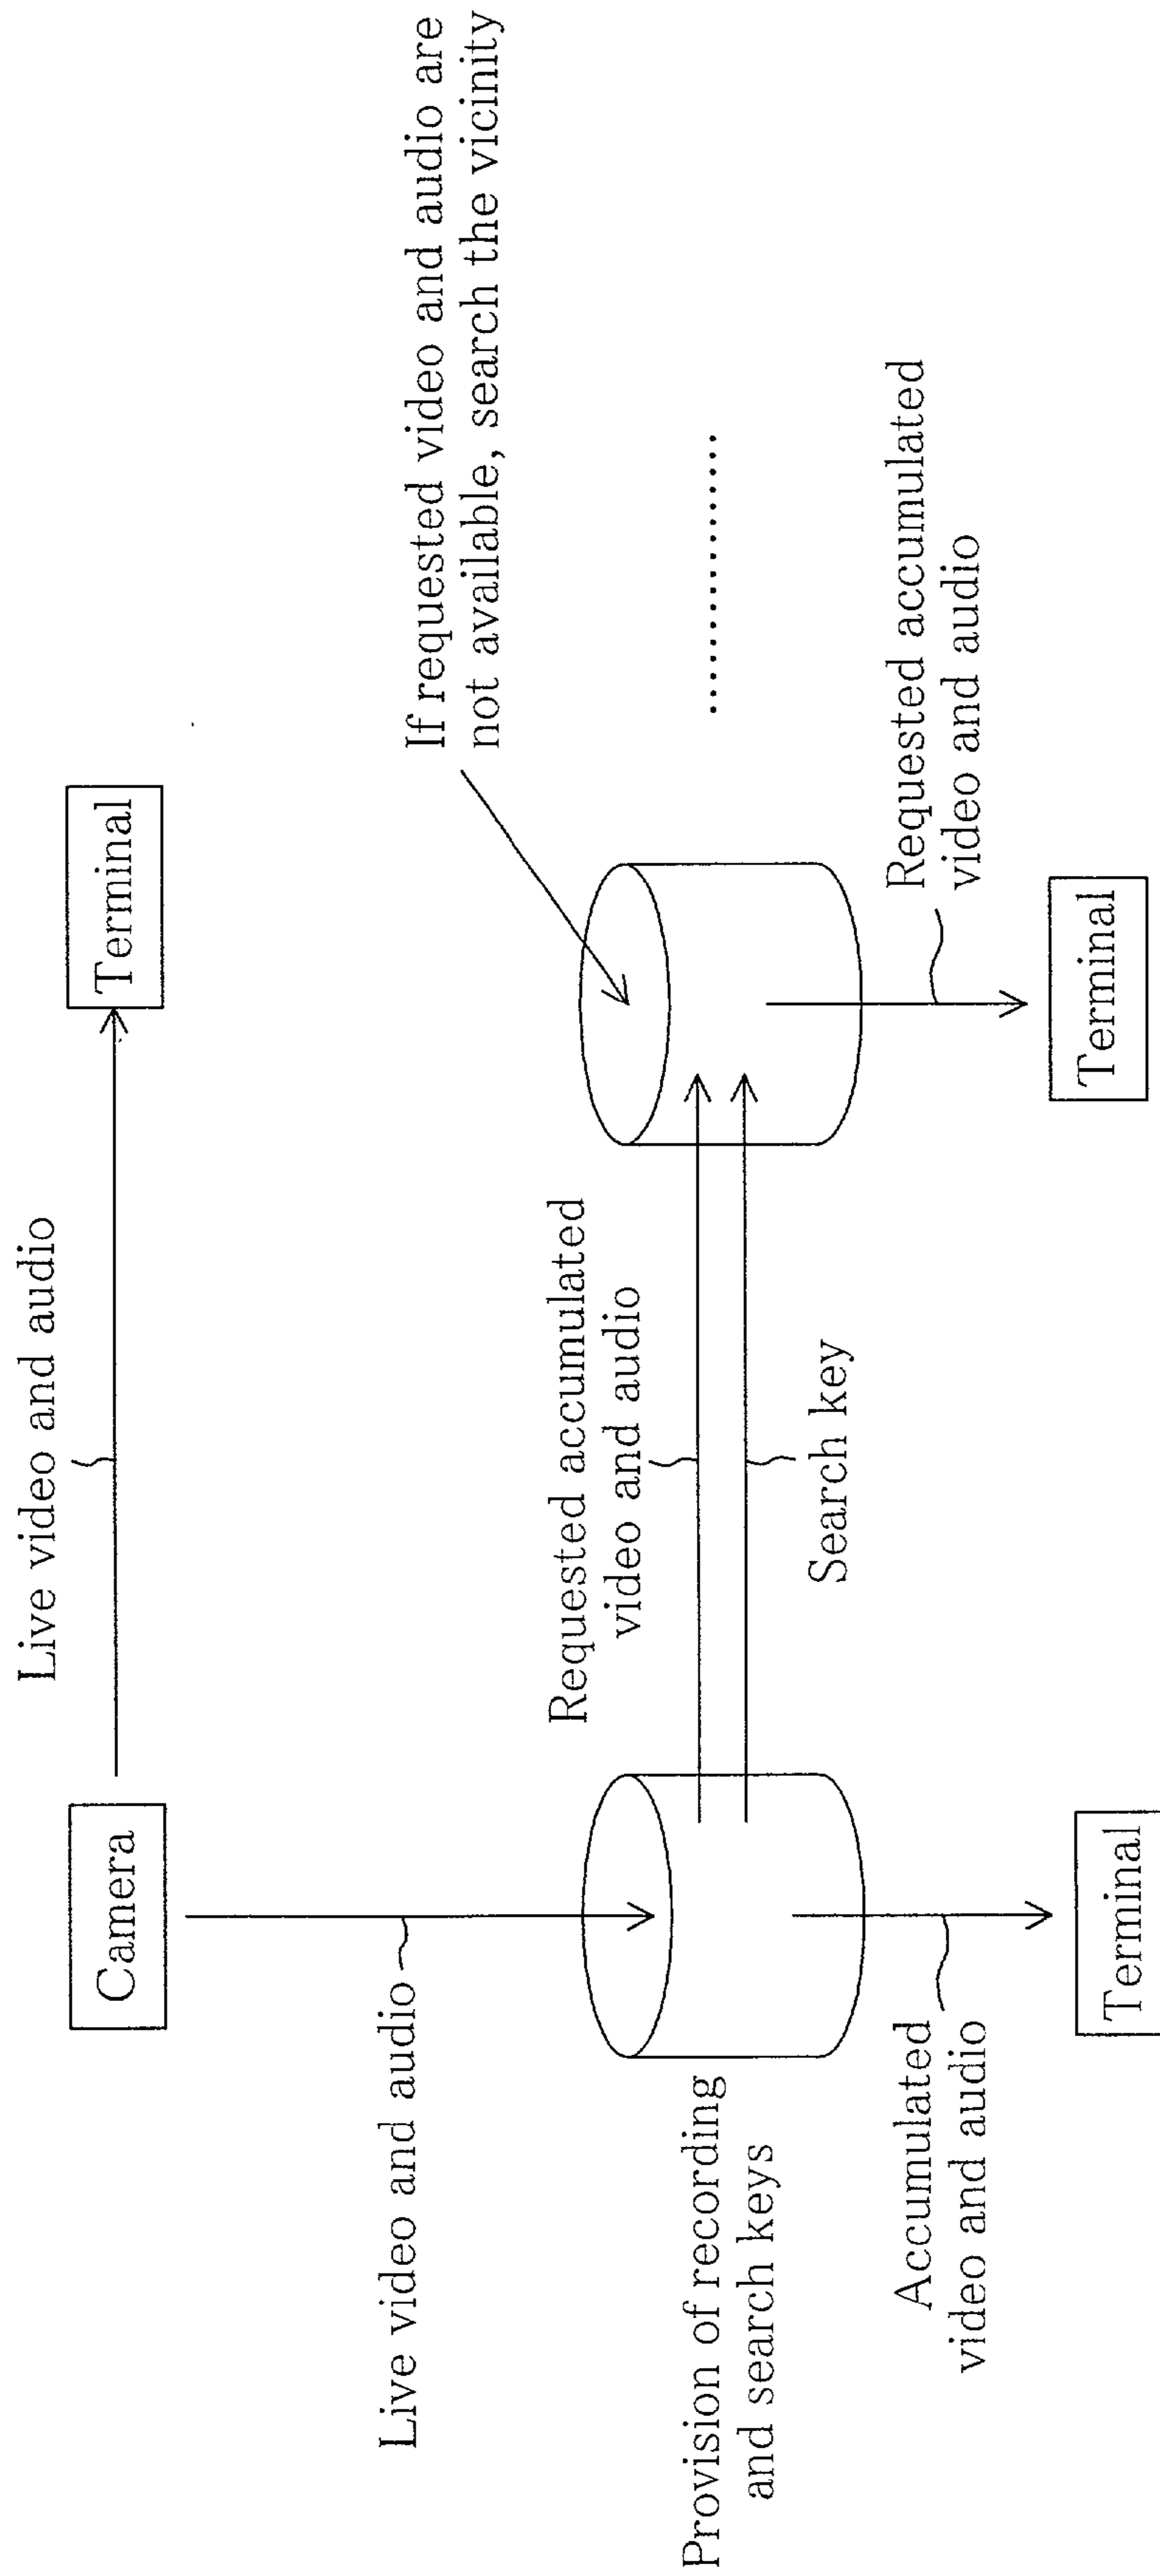 Live video and audio
Camera
Terminal
Live video and audio
If requested video and audio are
not available, search the vicinity
Requested accumulated
video and audio
Provision of recording
and search keys
Search key
Accumulated
video and audio
Requested accumulated
video and audio
Terminal
Terminal